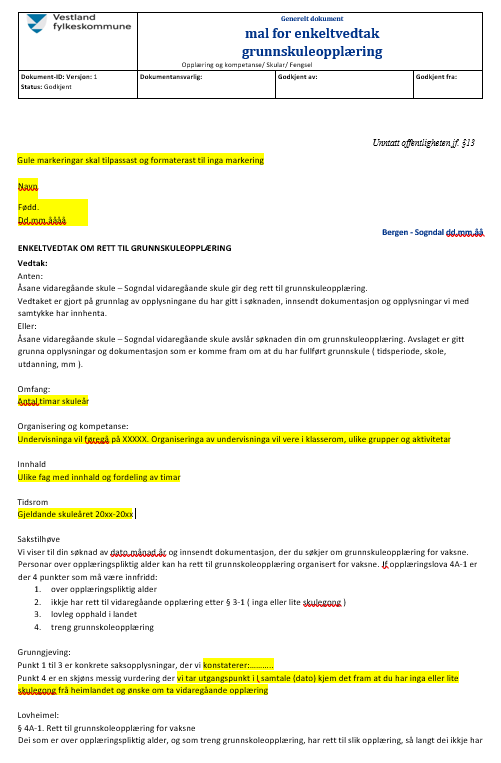 Vestland
fylkeskommune
Generelt dokument
mal for enkeltvedtak
grunnskuleopplæring
Opplæring og kompetanse/ Skular/ Fengsel
Dokument-ID: Versjon: 1
Status: Godkjent
Dokumentansvarlig:
Godkjent av:
Godkjent fra:
Unntatt offentligheten jf. §13
Gule markeringar skal tilpassast og formaterast til inga markering
Navn
Fødd.
Dd.mm.åååå
Bergen - Sogndal dd.mm.åå
ENKELTVEDTAK OM RETT TIL GRUNNSKULEOPPLÆRING
Vedtak:
Anten:
Åsane vidaregåande skule – Sogndal vidaregåande skule gir deg rett til grunnskuleopplæring.
Vedtaket er gjort på grunnlag av opplysningane du har gitt i søknaden, innsendt dokumentasjon og opplysningar vi med
samtykke har innhenta.
Eller:
Åsane vidaregåande skule – Sogndal vidaregåande skule avslår søknaden din om grunnskuleopplæring. Avslaget er gitt
grunna opplysningar og dokumentasjon som er komme fram om at du har fullført grunnskule ( tidsperiode, skole,
utdanning, mm ).
Omfang:
Antal timar skuleår
Organisering og kompetanse:
Undervisninga vil føregå på XXXXX. Organiseringa av undervisninga vil vere i klasserom, ulike grupper og aktivitetar
Innhald
Ulike fag med innhald og fordeling av timar
Tidsrom
Gjeldande skuleåret 20xx-20xx
Sakstilhøve
Vi viser til din søknad av dato.månad.år og innsendt dokumentasjon, der du søkjer om grunnskuleopplæring for vaksne.
Personar over opplæringspliktig alder kan ha rett til grunnskoleopplæring organisert for vaksne. Jf opplæringslova 4A-1 er
der 4 punkter som må være innfridd:
1. over opplæringspliktig alder
2. ikkje har rett til vidaregåande opplæring etter § 3-1 ( inga eller lite skulegong )
3. lovleg opphald i landet
4. treng grunnskoleopplæring
Grunngjeving:
Punkt 1 til 3 er konkrete saksopplysningar, der vi konstaterer:..........
Punkt 4 er en skjøns messig vurdering der vi tar utgangspunkt i I samtale (dato) kjem det fram at du har inga eller lite
skulegong frå heimlandet og ønske om ta vidaregåande opplæring
Lovheimel:
§ 4A-1. Rett til grunnskoleopplæring for vaksne
Dei som er over opplæringspliktig alder, og som treng grunnskoleopplæring, har rett til slik opplæring, så langt dei ikkje har